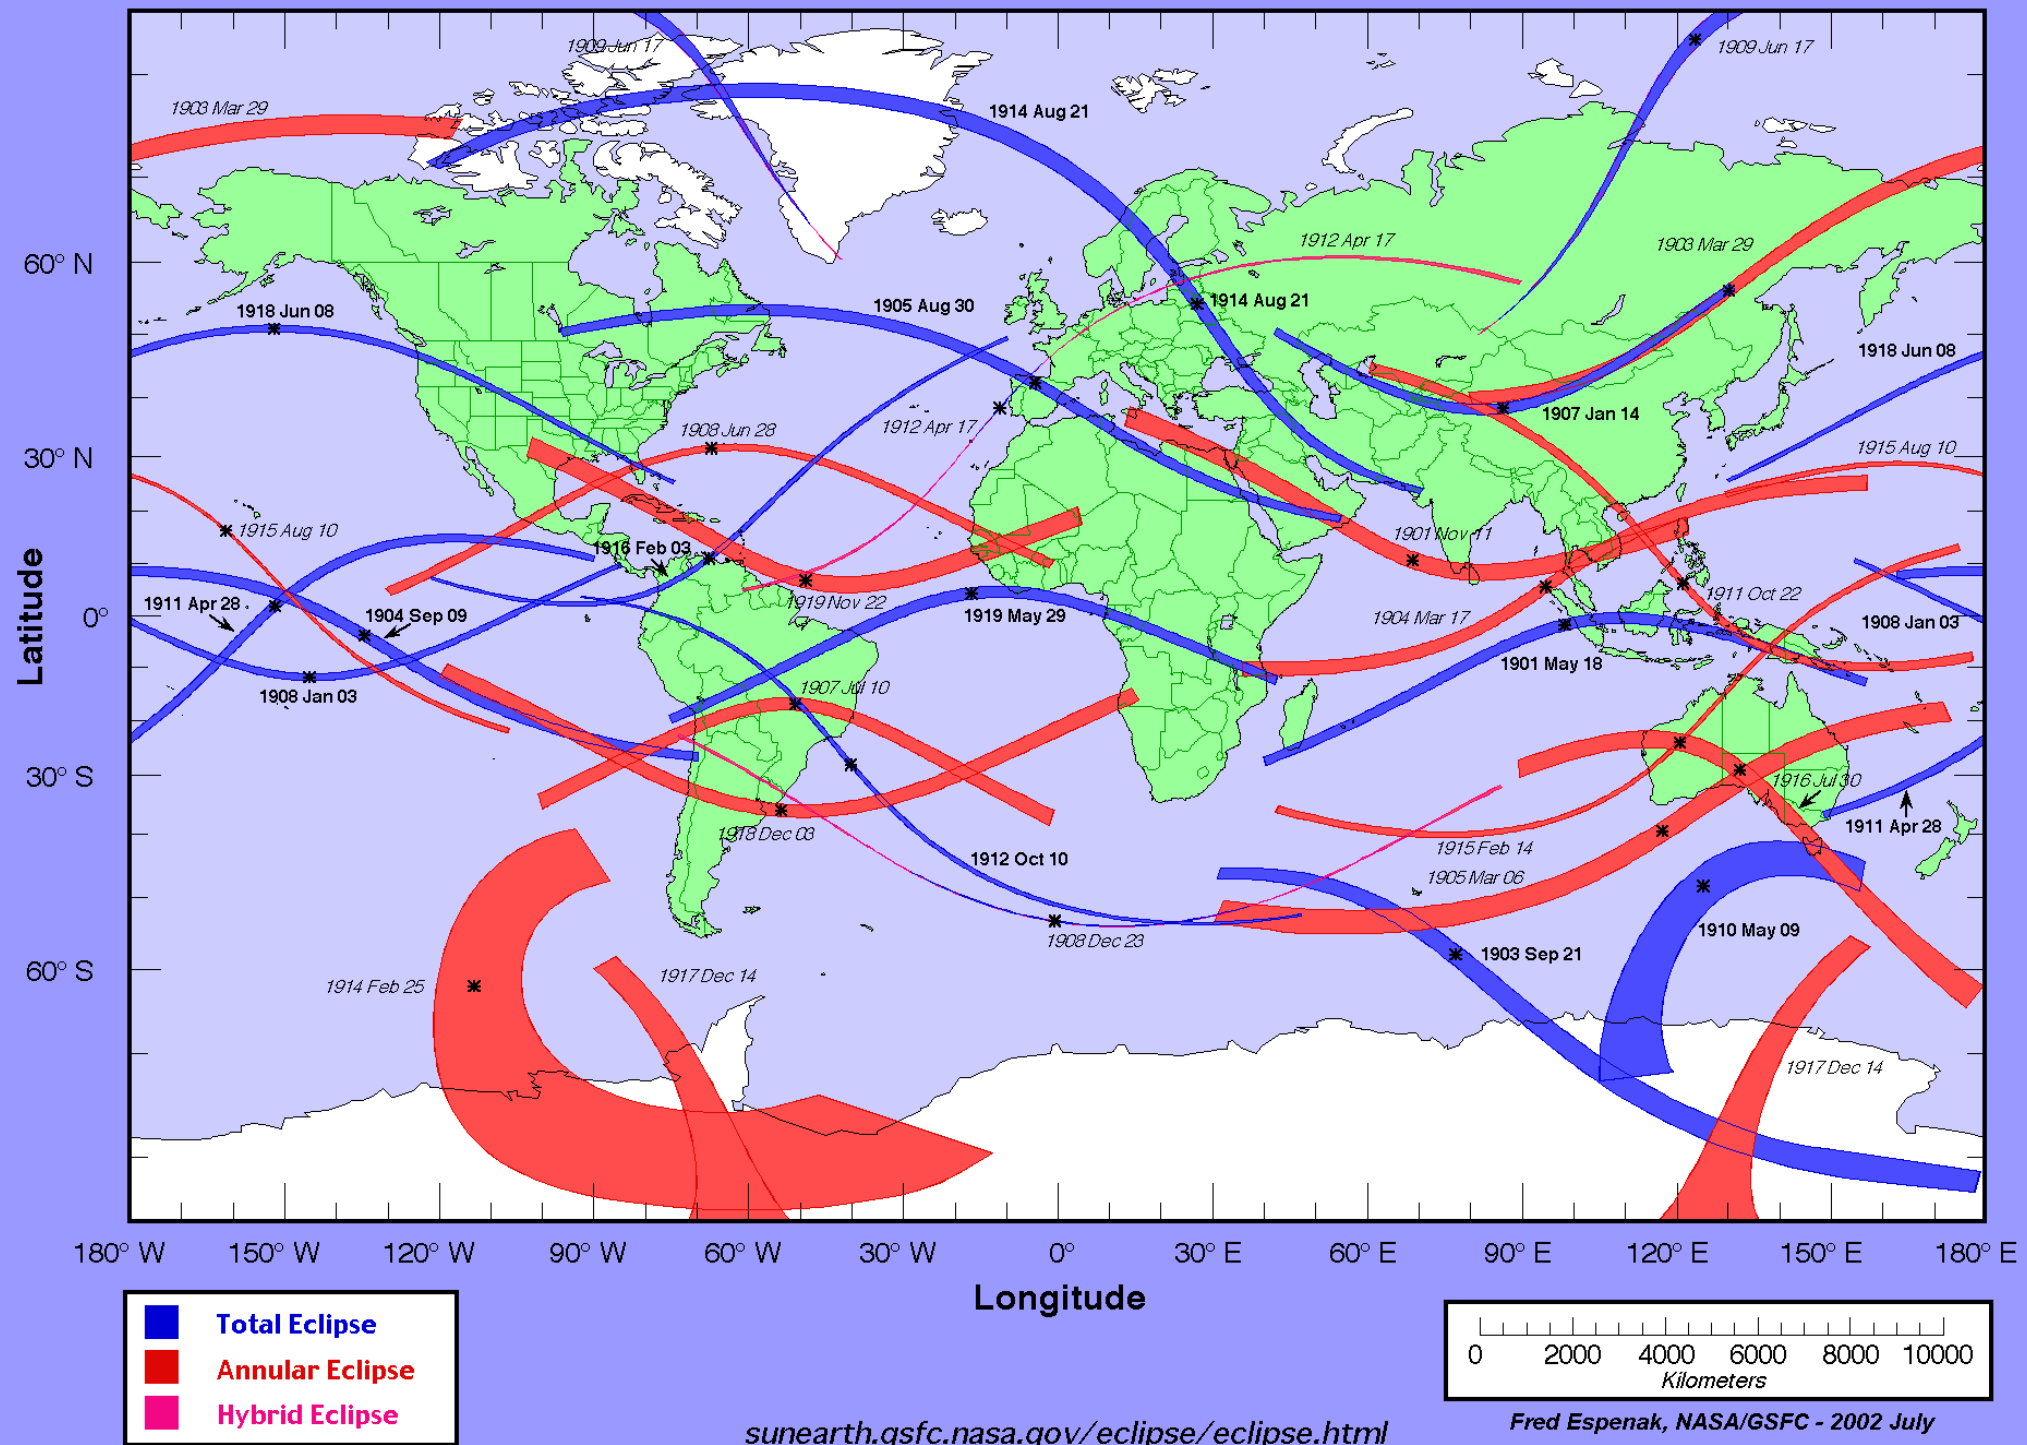 1909 Jun 17
1909 Jun 17
1903 Mar 29
1914 Aug 21
60° N
1912 Apr 17
1903 Mar 29
1918 Jun 08
1905 Aug 30
1914 Aug 21
1918 Jun 08
1907 Jan 14
1912 Apr 17
1908 Jun 28
30° N
1915 Aug 10
1915 Aug 10
1901 Nov 11
1916 Feb 03
1911 Apr 28
1904 Sep 09
1919 Nov 22
1919 May 29
1904 Mar 17
1911 Oct 22
1908 Jan 03
0°
Latitude
1901 May 18
1908 Jan 03
1907 Jul 10
30° S
1916 Jul 30
1918 Dec 03
1911 Apr 28
1912 Oct 10
1915 Feb 14
1905 Mar 06
1908 Dec 23
1910 May 09
1903 Sep 21
60° S
1914 Feb 25
1917 Dec 14
1917 Dec 14
180° W 150° W 120° W 90° W 60° W 30° W 0° 30° E 60° E 90° E 120° E 150° E 180° E
Longitude
Total Eclipse
Annular Eclipse
Hybrid Eclipse
0 2000 4000 6000 8000 10000
Kilometers
Fred Espenak, NASA/GSFC - 2002 July
sunearth.gsfc.nasa.gov/eclipse/eclipse.html